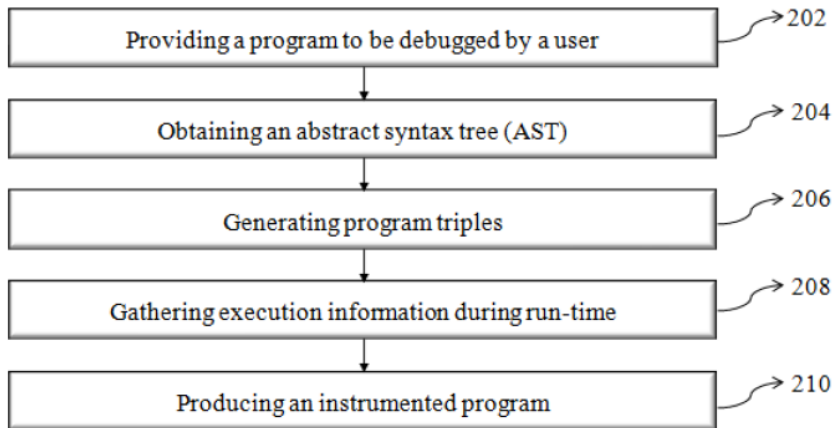 Providing a program to be debugged by a user
202
Obtaining an abstract syntax tree (AST)
204
Generating program triples
206
Gathering execution information during run-time
208
Producing an instrumented program
210